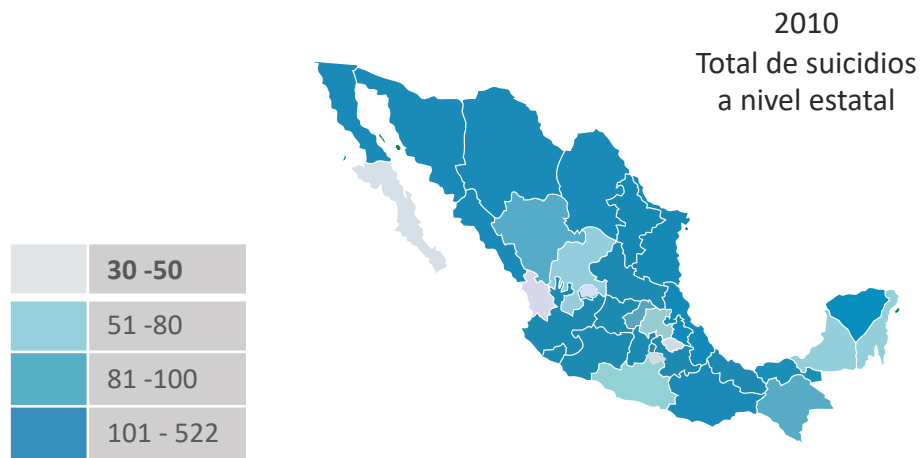 2010
Total de suicidios
a nivel estatal
30 -50
51 -80
81 -100
101 - 522